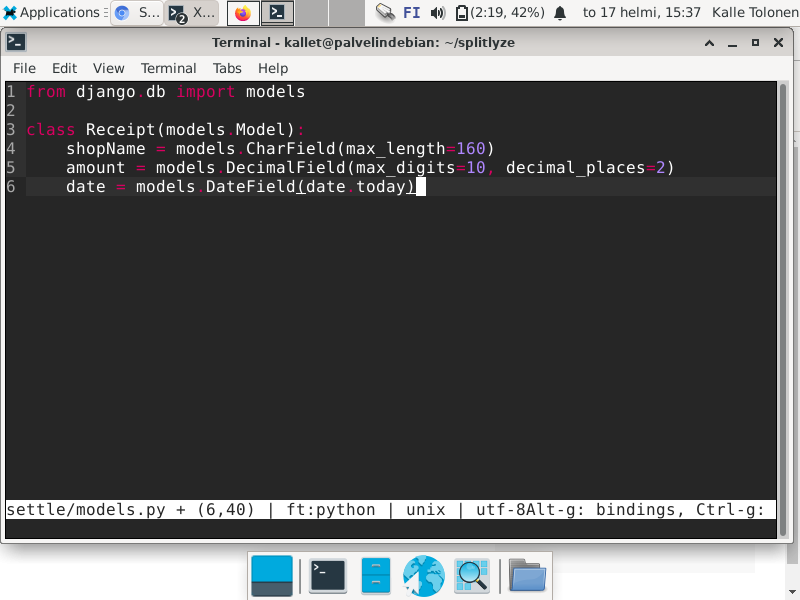 Applications S... 2 X... FI (2:19, 42%) to 17 helmi, 15:37 Kalle Tolonen
Terminal - kallet@palvelindebian: ~/splitlyze
File Edit View Terminal Tabs Help
1 from django.db import models
2
3 class Receipt(models.Model):
4     shopName = models.CharField(max_length=160)
5     amount = models.DecimalField(max_digits=10, decimal_places=2)
6     date = models.DateField(date.today)
settle/models.py + (6,40) | ft:python | unix | utf-8Alt-g: bindings, Ctrl-g: